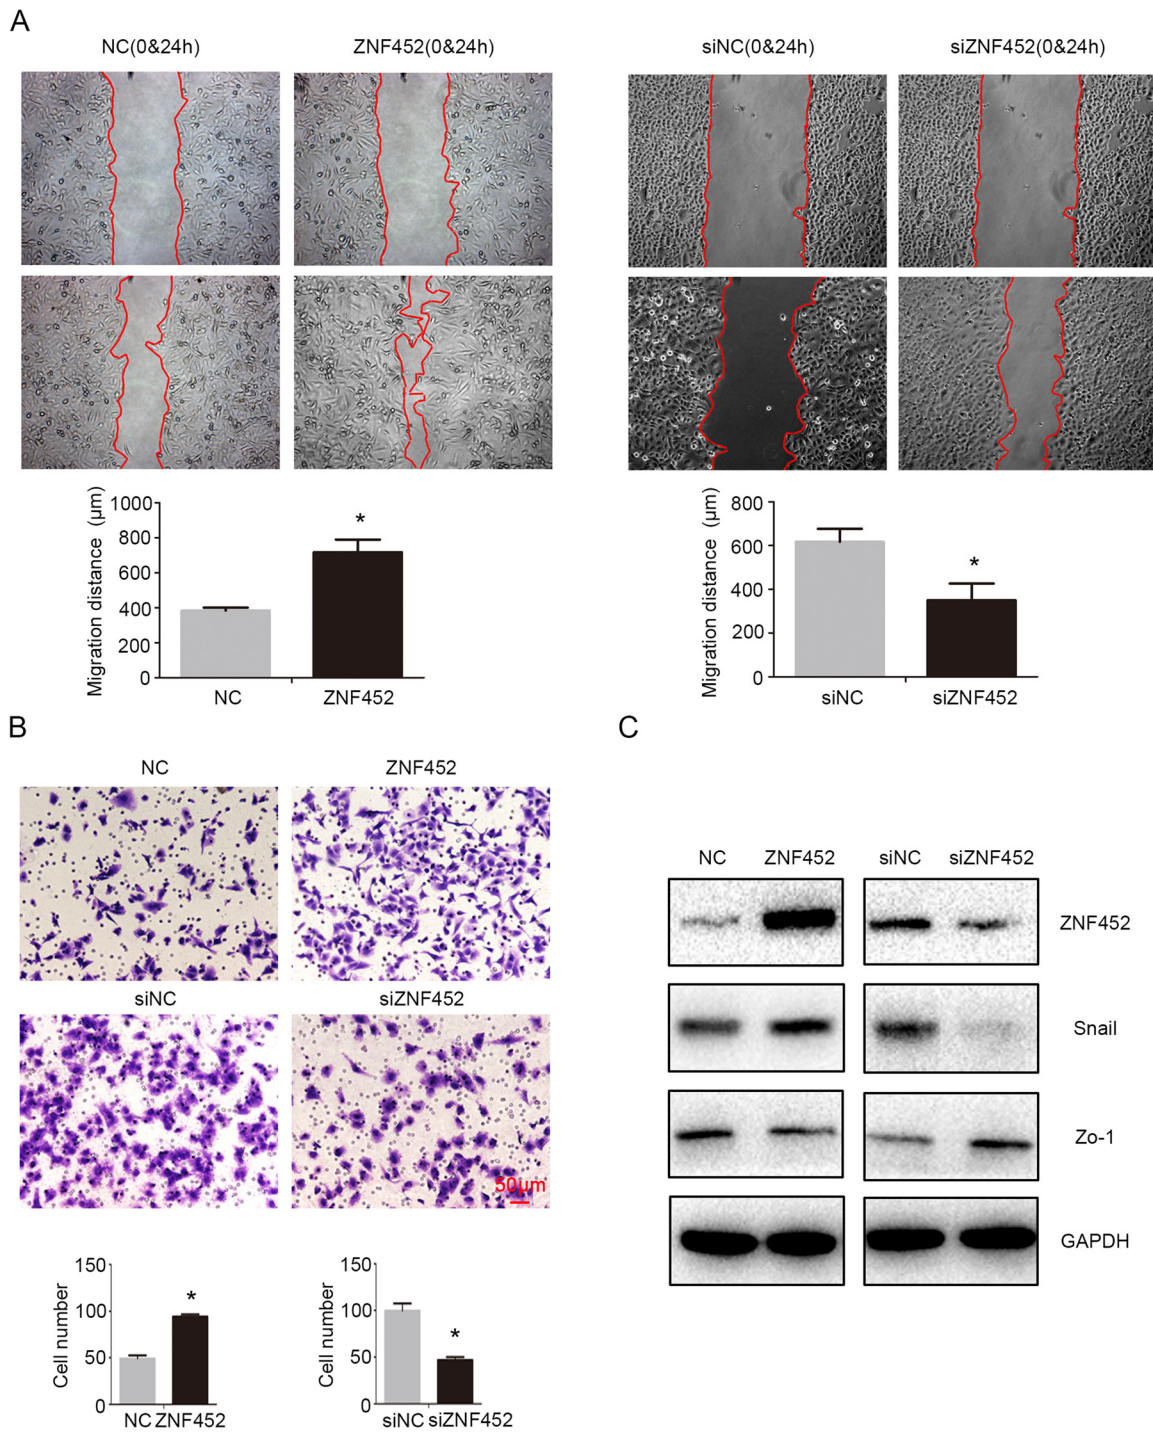 A
NC(0&24h)
ZNF452(0&24h)
siNC(0&24h)
siZNF452(0&24h)
Migration distance (µm)
1000
800
600
400
200
0
*
NC
ZNF452
Migration distance (µm)
800
600
400
200
0
*
siNC
siZNF452
B
NC
ZNF452
siNC
siZNF452
50µm
Cell number
150
100
50
0
*
NC ZNF452
Cell number
150
100
50
0
*
siNC siZNF452
C
NC ZNF452 siNC siZNF452
ZNF452
Snail
Zo-1
GAPDH